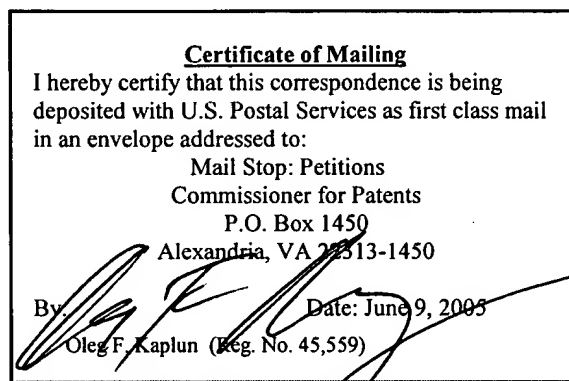 Certificate of Mailing
I hereby certify that this correspondence is being
deposited with U.S. Postal Services as first class mail
in an envelope addressed to:
Mail Stop: Petitions
Commissioner for Patents
P.O. Box 1450
Alexandria, VA 22313-1450
By: Date: June 9, 2005
Oleg F. Kaplun (Reg. No. 45,559)